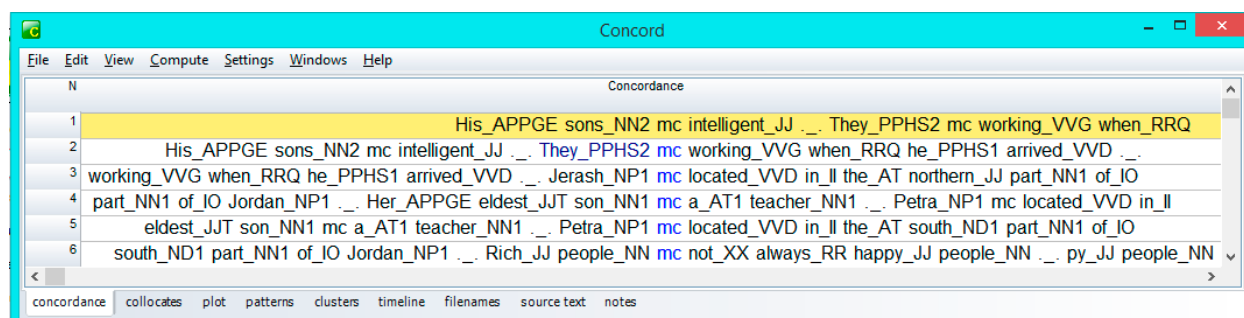 Concord
File Edit View Compute Settings Windows Help
N Concordance
1 His_APPGE sons_NN2 mc intelligent_JJ ._. They_PPHS2 mc working_VVG when_RRQ
2 His_APPGE sons_NN2 mc intelligent_JJ ._. They_PPHS2 mc working_VVG when_RRQ he_PPHS1 arrived_VVD ._.
3 working_VVG when_RRQ he_PPHS1 arrived_VVD ._. Jerash_NP1 mc located_VVD in_II the_AT northern_JJ part_NN1 of_IO
4 part_NN1 of_IO Jordan_NP1 ._. Her_APPGE eldest_JJT son_NN1 mc a_AT1 teacher_NN1 ._. Petra_NP1 mc located_VVD in_II
5 eldest_JJT son_NN1 mc a_AT1 teacher_NN1 ._. Petra_NP1 mc located_VVD in_II the_AT south_ND1 part_NN1 of_IO
6 south_ND1 part_NN1 of_IO Jordan_NP1 ._. Rich_JJ people_NN mc not_XX always_RR happy_JJ people_NN ._. py_JJ people_NN
concordance collocates plot patterns clusters timeline filenames source text notes